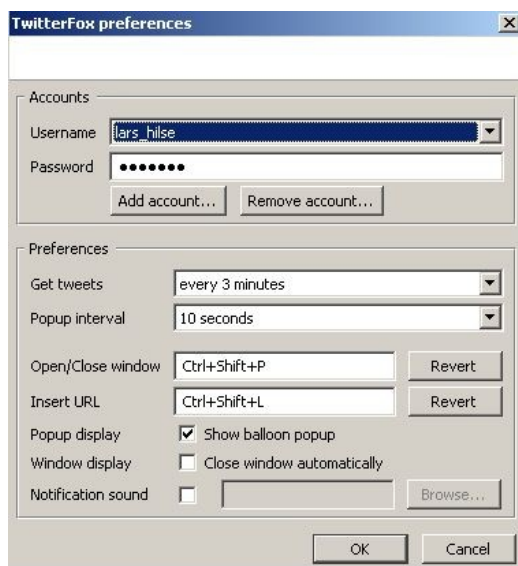 TwitterFox preferences
Accounts
Username lars_hilse
Password •••••••
Add account... Remove account...
Preferences
Get tweets every 3 minutes
Popup interval 10 seconds
Open/Close window Ctrl+Shift+P Revert
Insert URL Ctrl+Shift+L Revert
Popup display Show balloon popup
Window display Close window automatically
Notification sound Browse...
OK Cancel